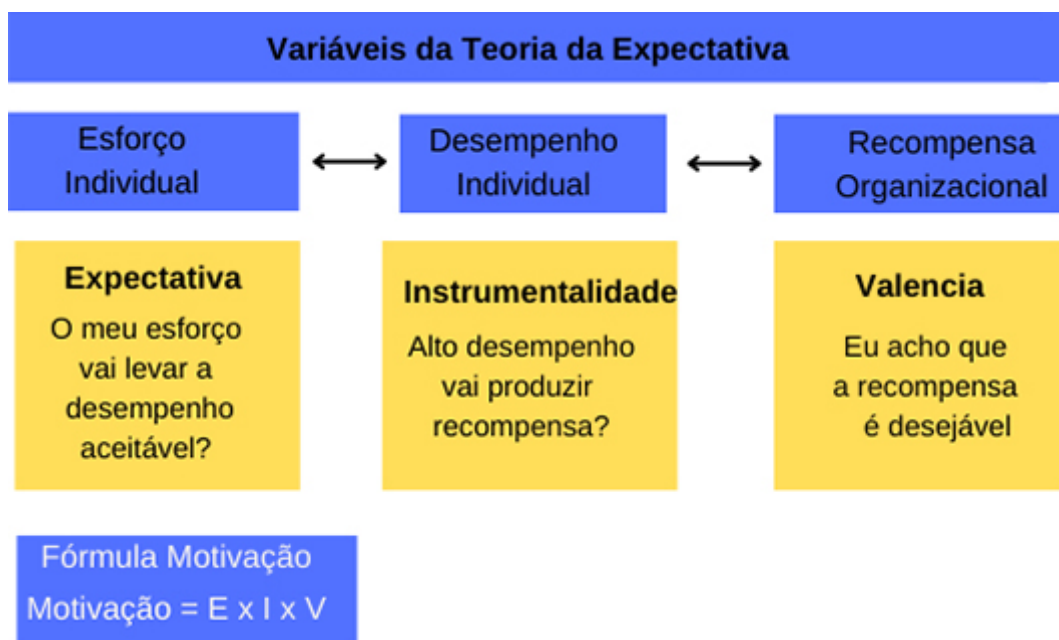 Variáveis da Teoria da Expectativa
Esforço
Individual
Desempenho
Individual
Recompensa
Organizacional
Expectativa
O meu esforço
vai levar a
desempenho
aceitável?
Instrumentalidade
Alto desempenho
vai produzir
recompensa?
Valencia
Eu acho que
a recompensa
é desejável
Fórmula Motivação
Motivação = E x I x V